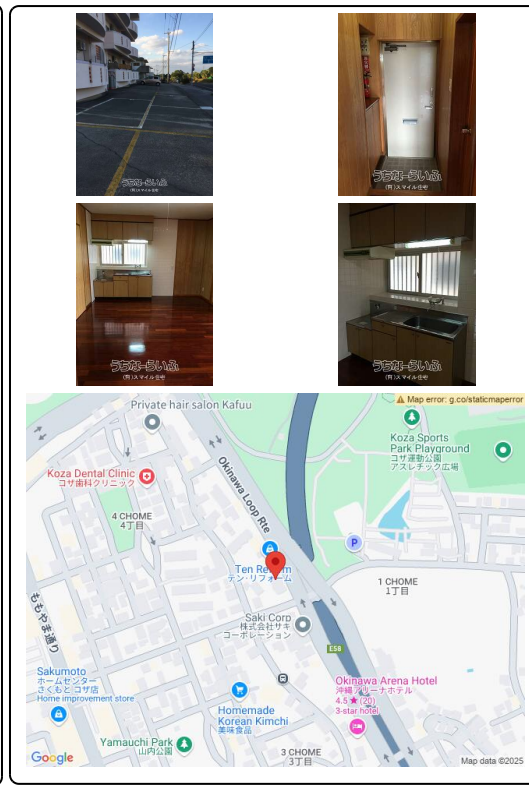 うちなーらいふ
(有)スマイル住宅
うちなーらいふ
(有)スマイル住宅
うちなーらいふ
(有)スマイル住宅
うちなーらいふ
(有)スマイル住宅
Map error: g.co/staticmaperror
Private hair salon Kafuu
Koza Sports
Park Playground
コザ運動公園
アスレチック広場
Koza Dental Clinic
コザ歯科クリニック
Okinawa Loop Rte
4 CHOME
4丁目
P
Ten Re
m
テン・リフォーム
1 CHOME
1丁目
ももやま通り
Saki Corp
株式会社サキ
コーポレーション
E58
Sakumoto
ホームセンター
さくもと コザ店
Home improvement store
Okinawa Arena Hotel
沖縄アリーナホテル
4.5★(20)
3-star hotel
Homemade
Korean Kimchi
美味食品
Yamauchi Park
山内公園
3 CHOME
3丁目
Google
Map data ©2025